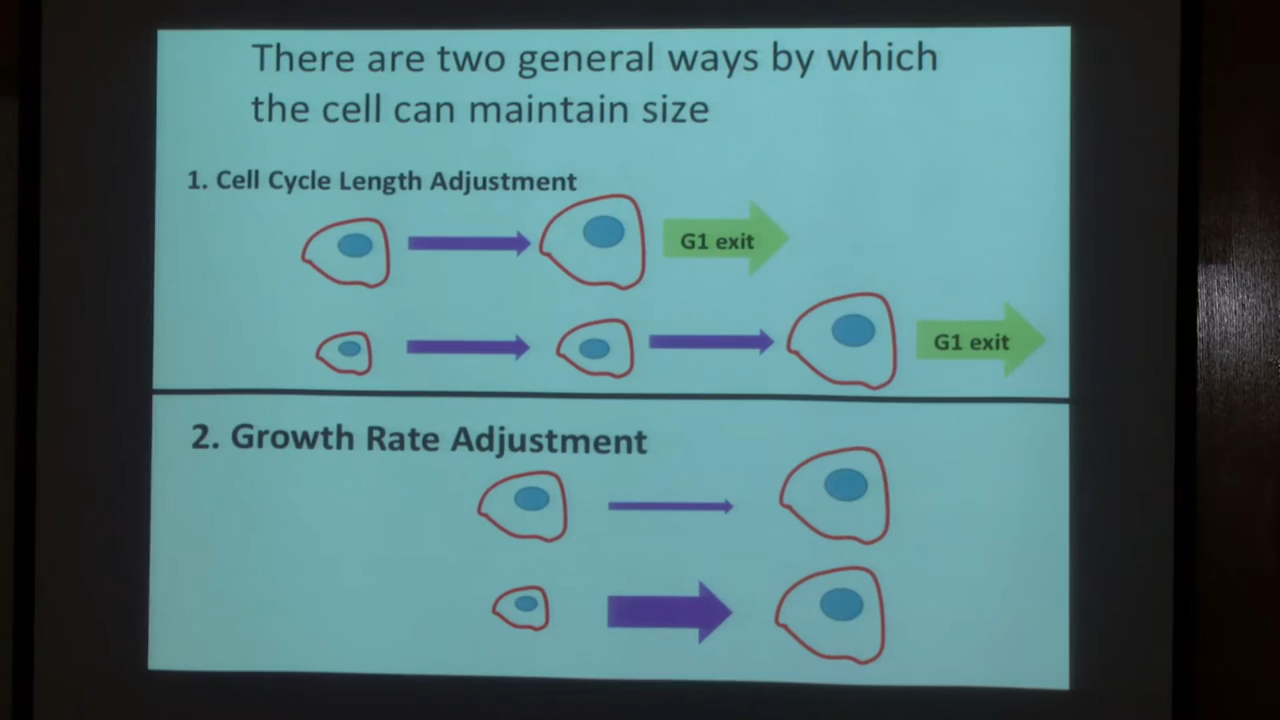 There are two general ways by which
the cell can maintain size
1. Cell Cycle Length Adjustment
G1 exit
G1 exit
2. Growth Rate Adjustment